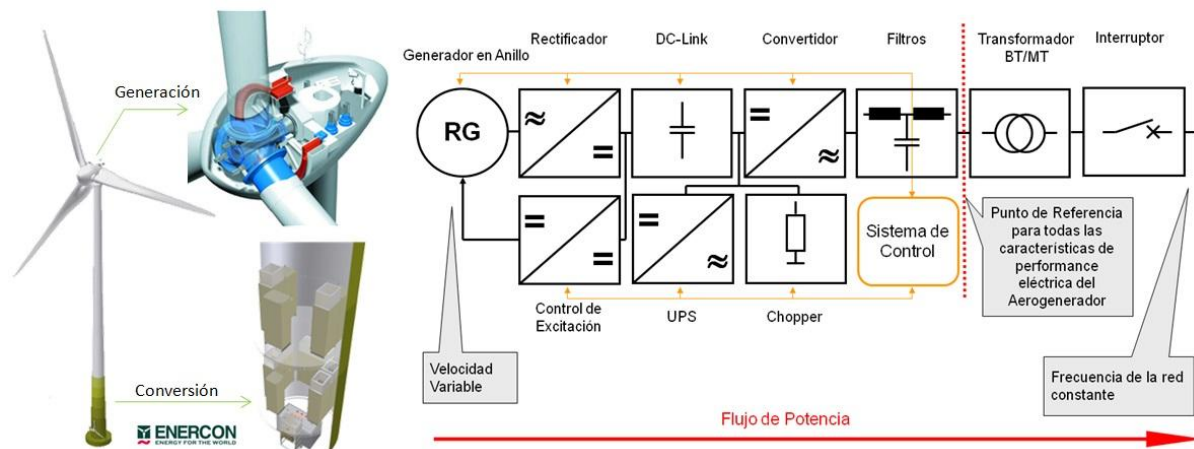 Generación
Conversión
ENERCON
ENERGY FOR THE WORLD
Generador en Anillo
Rectificador
DC-Link
Convertidor
Filtros
Transformador
BT/MT
Interruptor
RG
Sistema de
Control
Control de
Excitación
UPS
Chopper
Velocidad
Variable
Punto de Referencia
para todas las
características de
performance
eléctrica del
Aerogenerador
Frecuencia de la red
constante
Flujo de Potencia